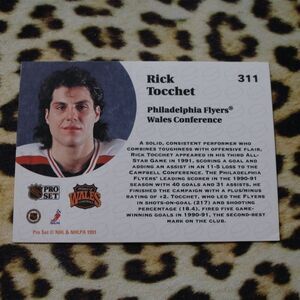 311
Rick
Tocchet
Philadelphia Flyers®
Wales Conference
A solid, consistent performer who
combines toughness with offensive flair,
Rick Tocchet appeared in his third All-
Star Game in 1991, scoring a goal and
adding an assist in an 11-5 loss to the
Campbell Conference. The Philadelphia
Flyers' leading scorer in the 1990-91
season with 40 goals and 31 assists, he
finished the campaign with a plus/minus
rating of +2. Tocchet, who led the Flyers
in shots-on-goal (217) and shooting
percentage (18.4), fired five game-
winning goals in 1990-91, the second-best
mark on the club.
PRO
SET
WALES
Pro Set © NHL & NHLPA 1991